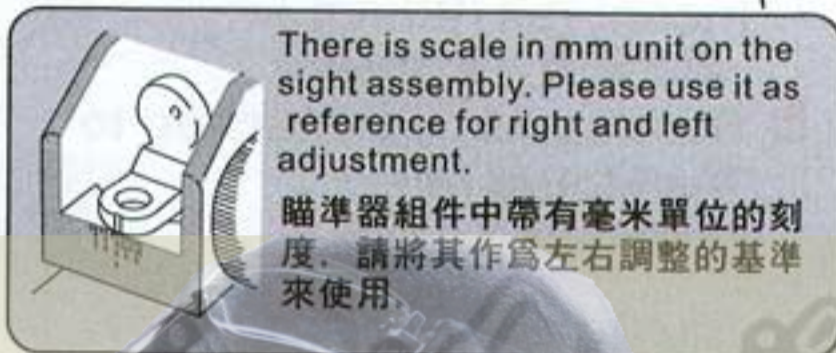 There is scale in mm unit on the
sight assembly. Please use it as
reference for right and left
adjustment.
瞄準器組件中帶有毫米單位的刻
度．請將其作爲左右調整的基準
來使用